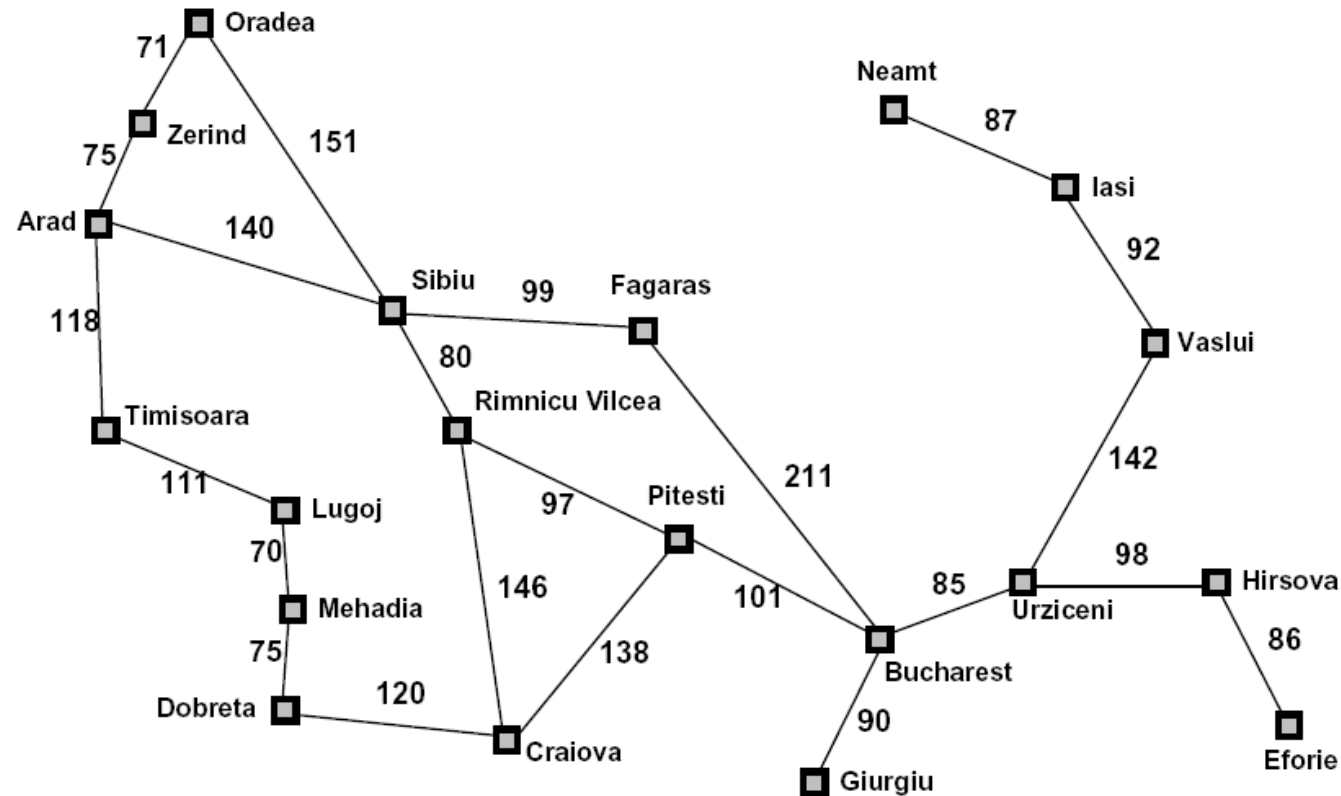 Oradea
71
Neamt
87
Zerind
151
75
Iasi
Arad
140
92
Sibiu
99
Fagaras
118
80
Vaslui
Rimnicu Vilcea
Timisoara
142
211
111
Lugoj
97
Pitesti
70
98
Hirsova
146
101
85
Urziceni
Mehadia
75
138
86
Bucharest
Dobreta
120
90
Craiova
Eforie
Giurgiu